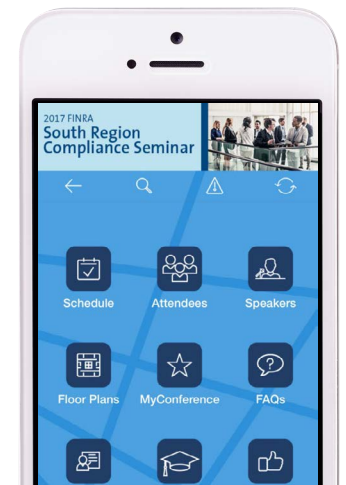 2017 FINRA
South Region
Compliance Seminar
Schedule
Attendees
Speakers
Floor Plans
MyConference
FAQs